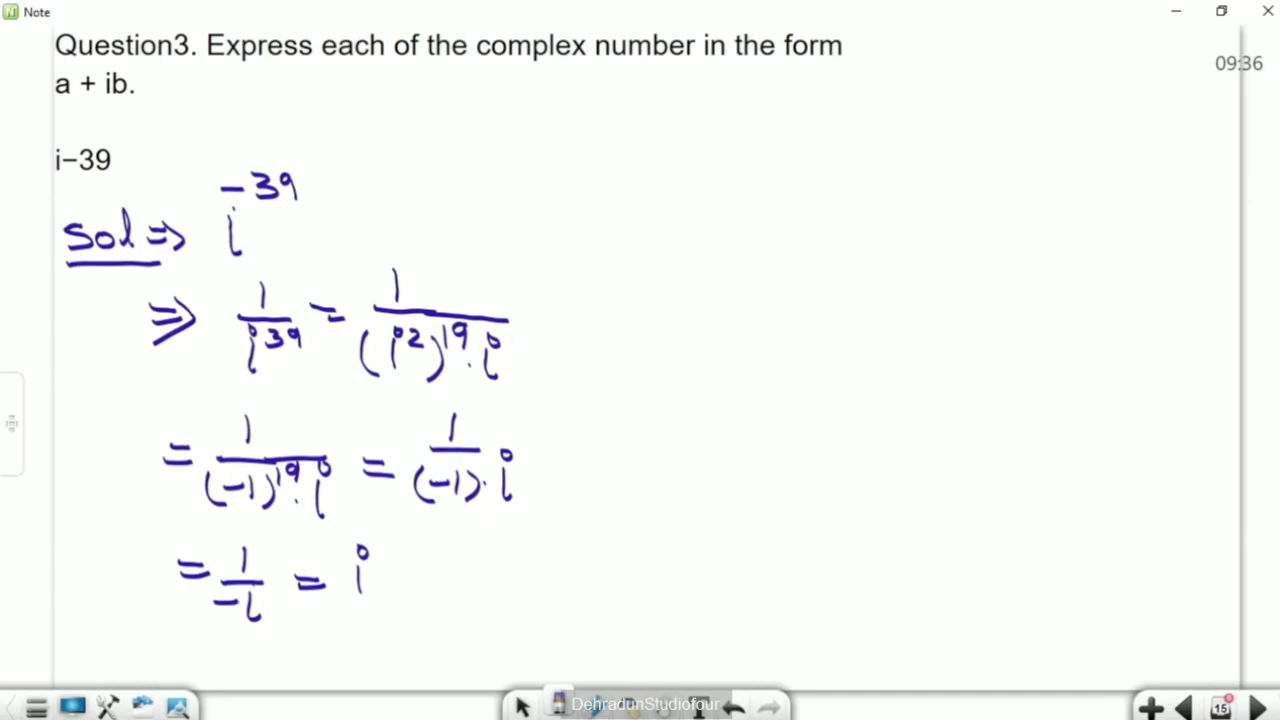 Note
Question3. Express each of the complex number in the form
09:36
a + ib.
i−39
Sol ⇒ i^-39
⇒ 1/i^39 = 1/(i^2)^19 . i
= 1/(-1)^19 . i = 1/(-1) . i
= 1/-i = i
DehradunStudiofour
15